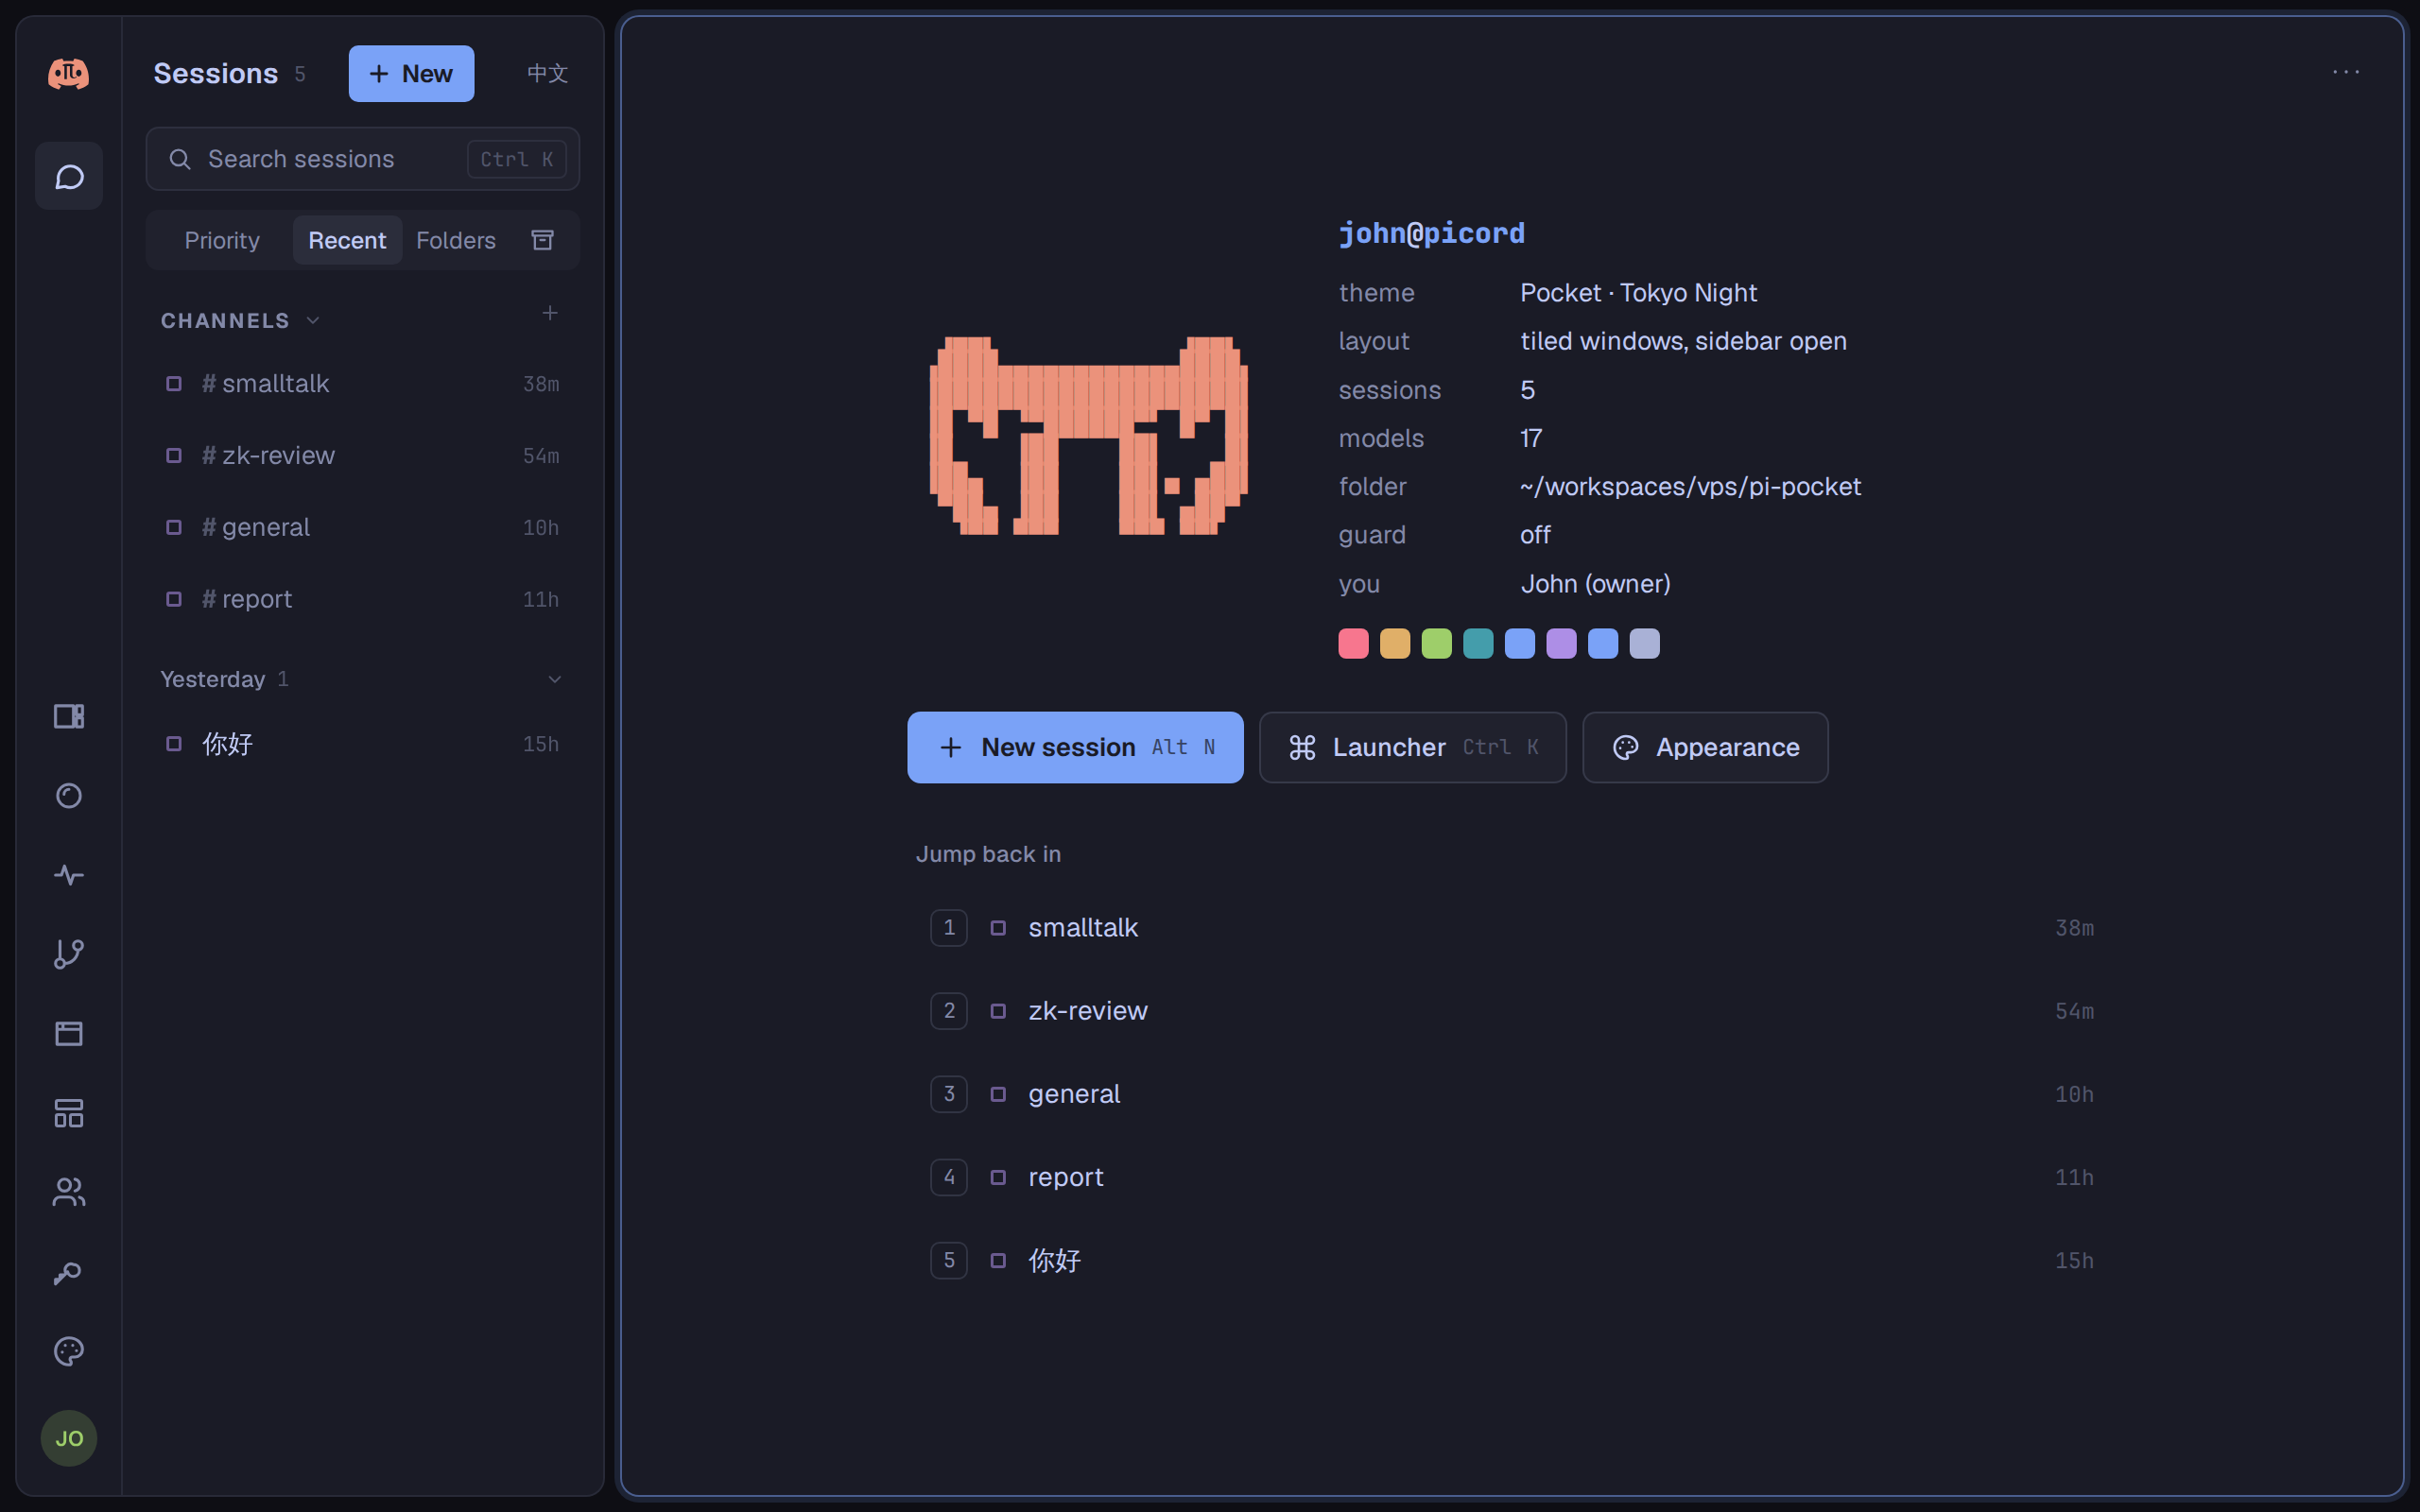 Sessions 5
+ New
中文
Search sessions
Ctrl K
Priority
Recent
Folders
CHANNELS
# smalltalk 38m
# zk-review 54m
# general 10h
# report 11h
Yesterday 1
你好 15h
JO
john@picord
theme Pocket · Tokyo Night
layout tiled windows, sidebar open
sessions 5
models 17
folder ~/workspaces/vps/pi-pocket
guard off
you John (owner)
+ New session Alt N
Launcher Ctrl K
Appearance
Jump back in
1 smalltalk 38m
2 zk-review 54m
3 general 10h
4 report 11h
5 你好 15h